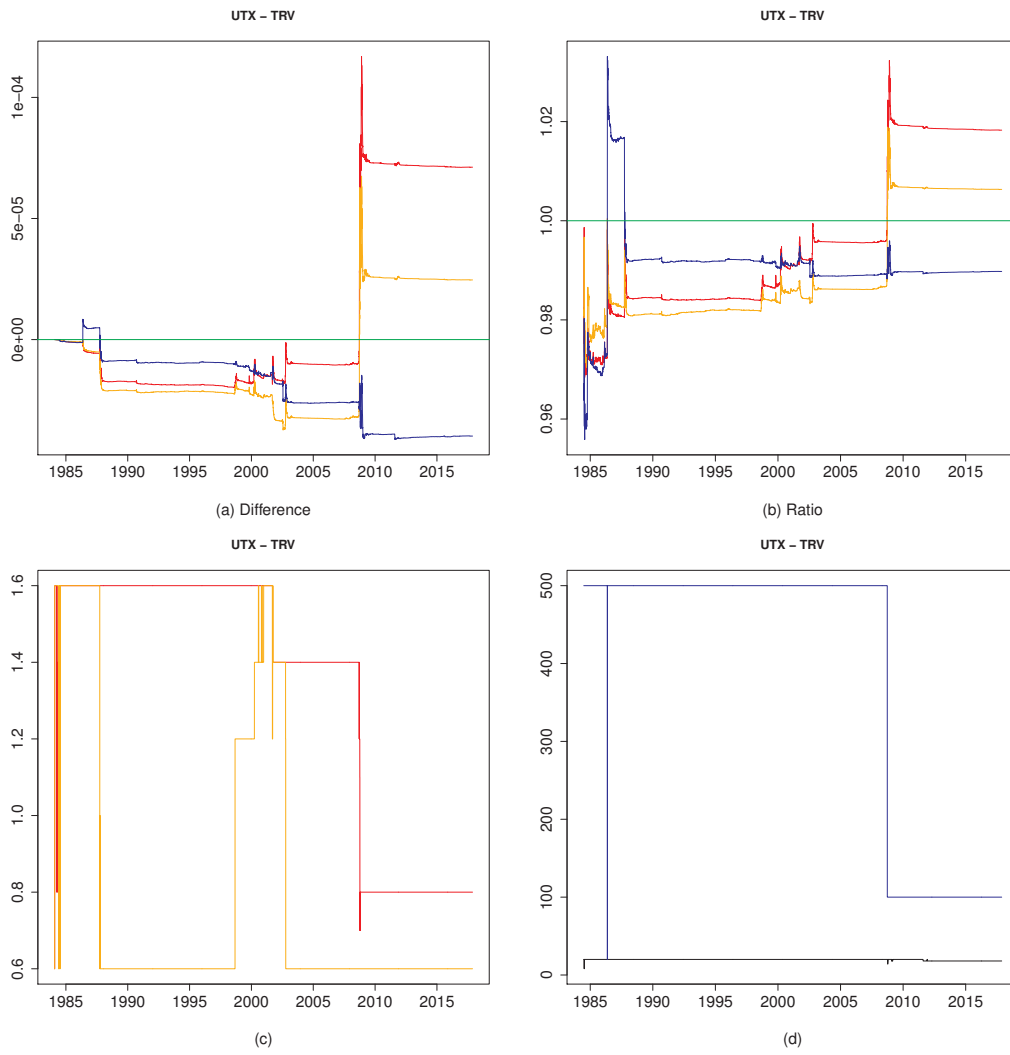 UTX − TRV
1e−04
5e−05
0e+00
1985 1990 1995 2000 2005 2010 2015
(a) Difference
UTX − TRV
1.02
1.00
0.98
0.96
1985 1990 1995 2000 2005 2010 2015
(b) Ratio
UTX − TRV
1.6
1.4
1.2
1.0
0.8
0.6
1985 1990 1995 2000 2005 2010 2015
(c)
UTX − TRV
500
400
300
200
100
0
1985 1990 1995 2000 2005 2010 2015
(d)